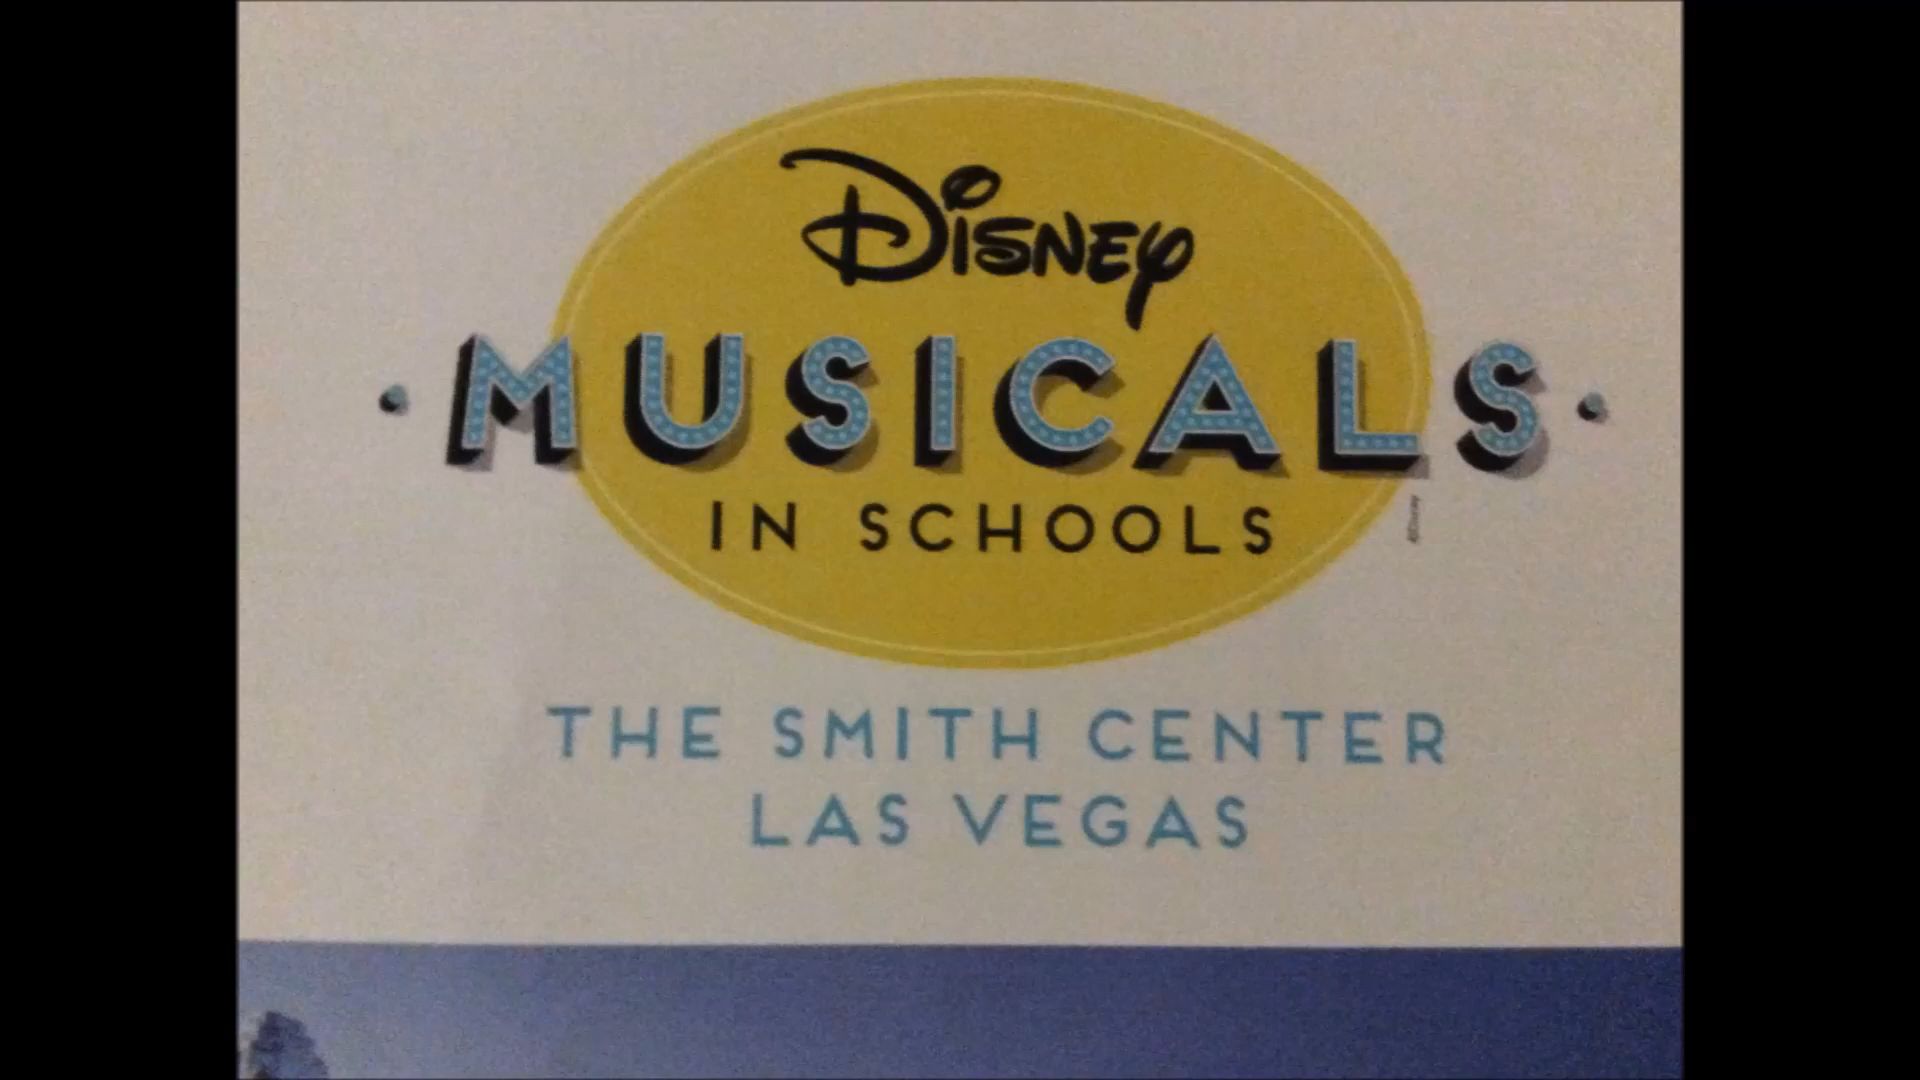 Disney
MUSICALS
IN SCHOOLS
THE SMITH CENTER
LAS VEGAS